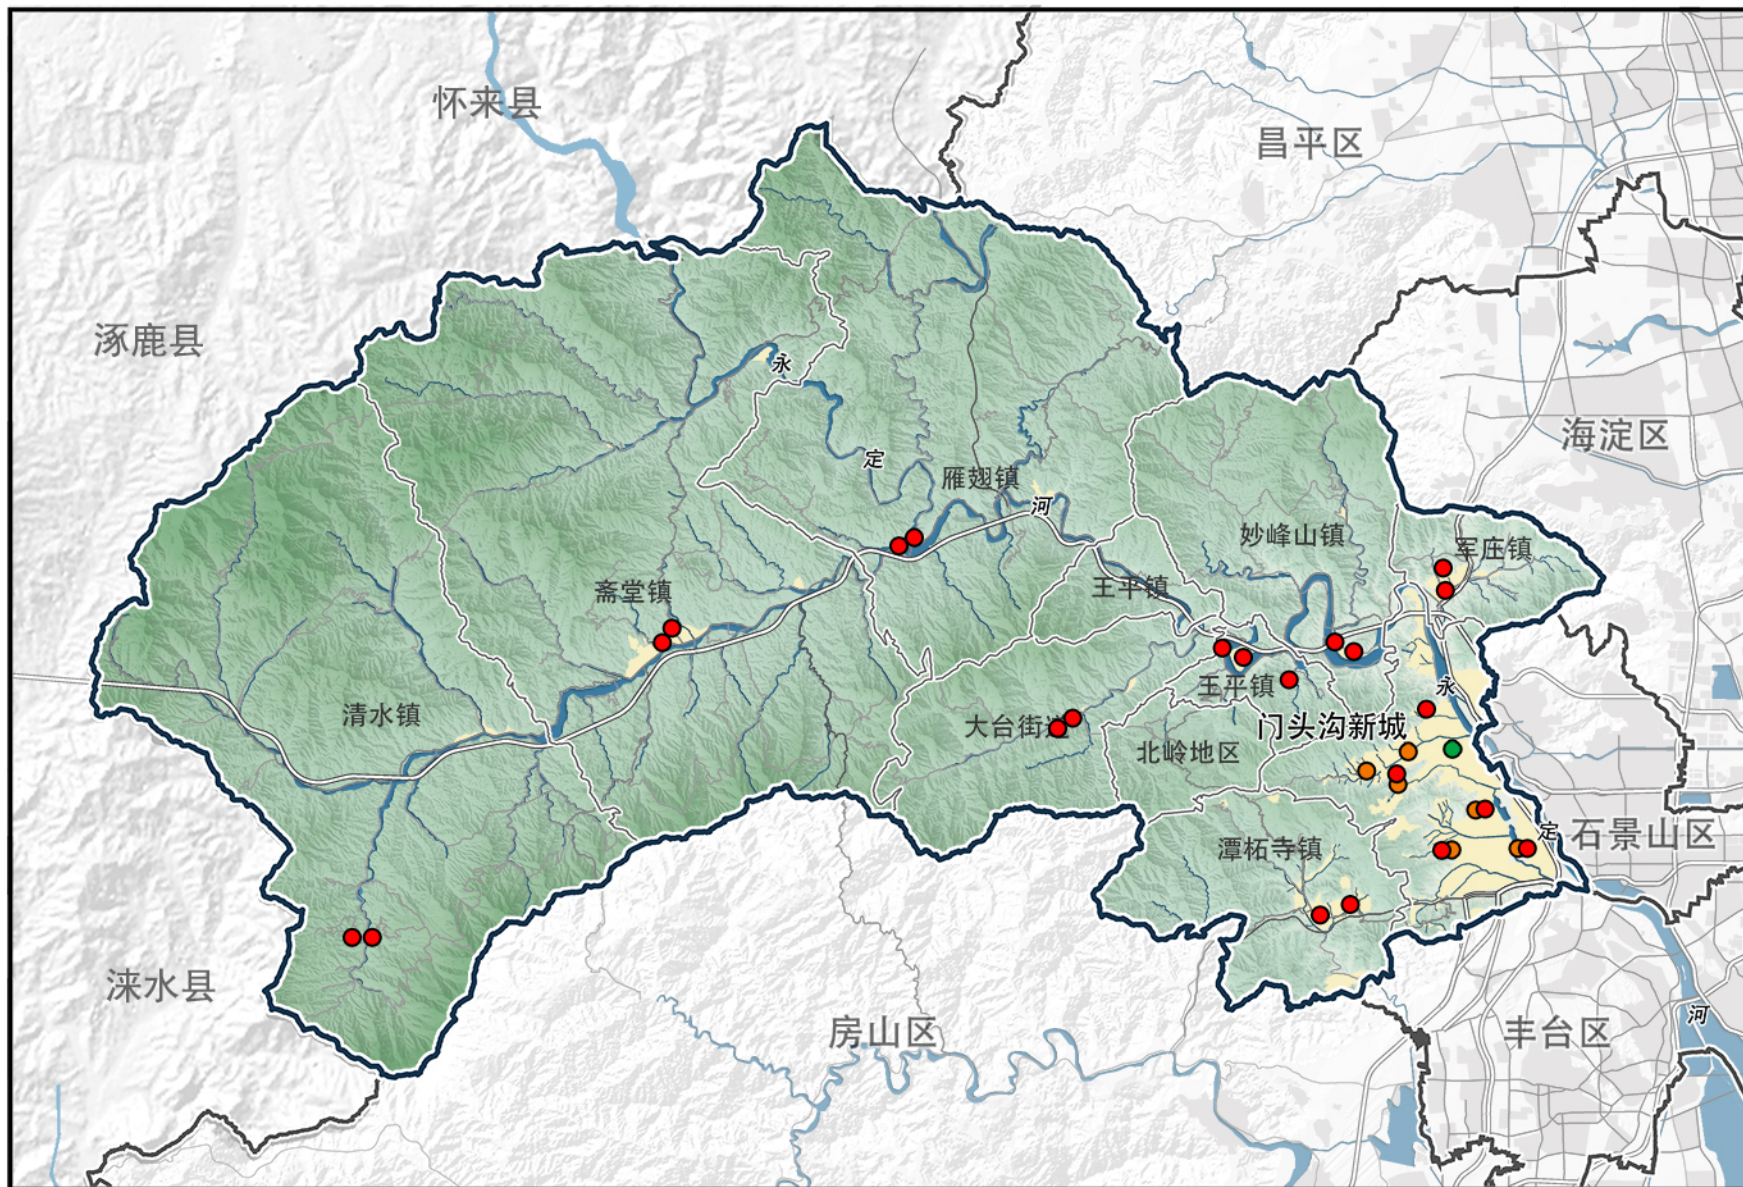 怀来县
昌平区
涿鹿县
永
海淀区
定
雁翅镇
河
妙峰山镇
军庄镇
斋堂镇
王平镇
王平镇
永
清水镇
大台街道
门头沟新城
北岭地区
定
石景山区
潭柘寺镇
涞水县
河
房山区
丰台区